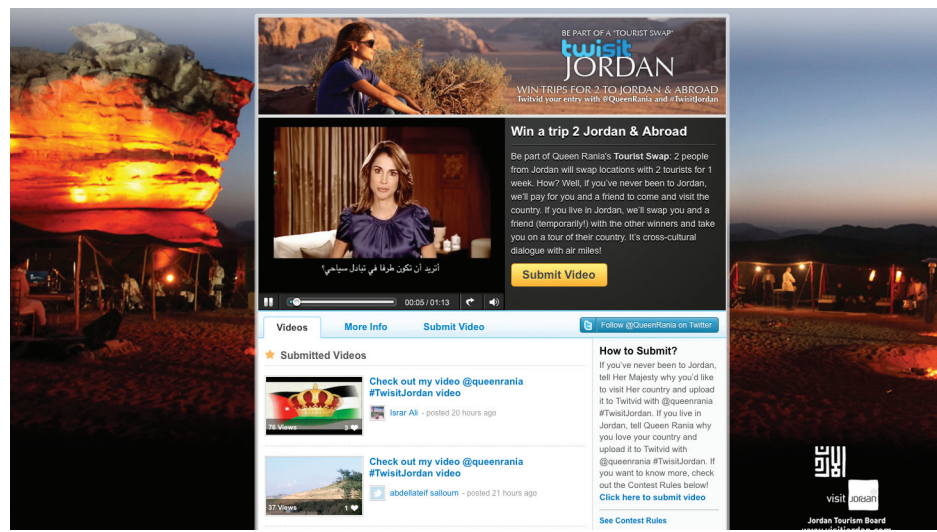 BE PART OF A "TOURIST SWAP"
twisit
JORDAN
WIN TRIPS FOR 2 TO JORDAN & ABROAD
Twitvid your entry with @QueenRania and #TwisitJordan
أتريد أن تكون طرفا في تبادل سياحي؟
00:05 / 01:13
Win a trip 2 Jordan & Abroad
Be part of Queen Rania's Tourist Swap: 2 people
from Jordan will swap locations with 2 tourists for 1
week. How? Well, if you've never been to Jordan,
we'll pay for you and a friend to come and visit the
country. If you live in Jordan, we'll swap you and a
friend (temporarily!) with the other winners and take
you on a tour of their country. It's cross-cultural
dialogue with air miles!
Submit Video
Videos
More Info
Submit Video
Follow @QueenRania on Twitter
Submitted Videos
Check out my video @queenrania
#TwisitJordan video
Israr Ali - posted 20 hours ago
76 Views
3
Check out my video @queenrania
#TwisitJordan video
abdellateif salloum - posted 21 hours ago
37 Views
1
How to Submit?
If you've never been to Jordan,
tell Her Majesty why you'd like
to visit Her country and upload
it to Twitvid with @queenrania
#TwisitJordan. If you live in
Jordan, tell Queen Rania why
you love your country and
upload it to Twitvid with
@queenrania #TwisitJordan. If
you want to know more, check
out the Contest Rules below!
Click here to submit video
See Contest Rules
الأردن
visit JORDAN
Jordan Tourism Board
www.visitjordan.com